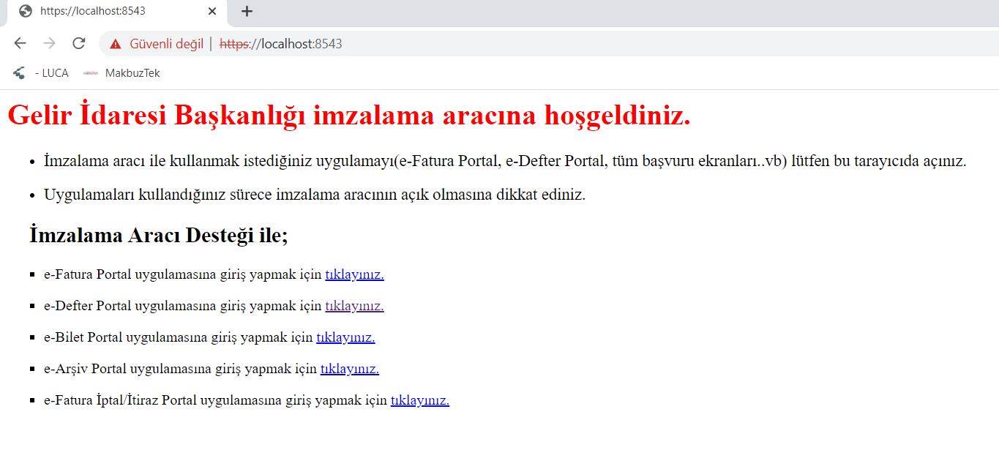 https://localhost:8543
Güvenli değil | https://localhost:8543
- LUCA MakbuzTek
Gelir İdaresi Başkanlığı imzalama aracına hoşgeldiniz.
• İmzalama aracı ile kullanmak istediğiniz uygulamayı(e-Fatura Portal, e-Defter Portal, tüm başvuru ekranları..vb) lütfen bu tarayıcıda açınız.
• Uygulamaları kullandığınız sürece imzalama aracının açık olmasına dikkat ediniz.
İmzalama Aracı Desteği ile;
▪ e-Fatura Portal uygulamasına giriş yapmak için tıklayınız.
▪ e-Defter Portal uygulamasına giriş yapmak için tıklayınız.
▪ e-Bilet Portal uygulamasına giriş yapmak için tıklayınız.
▪ e-Arşiv Portal uygulamasına giriş yapmak için tıklayınız.
▪ e-Fatura İptal/İtiraz Portal uygulamasına giriş yapmak için tıklayınız.